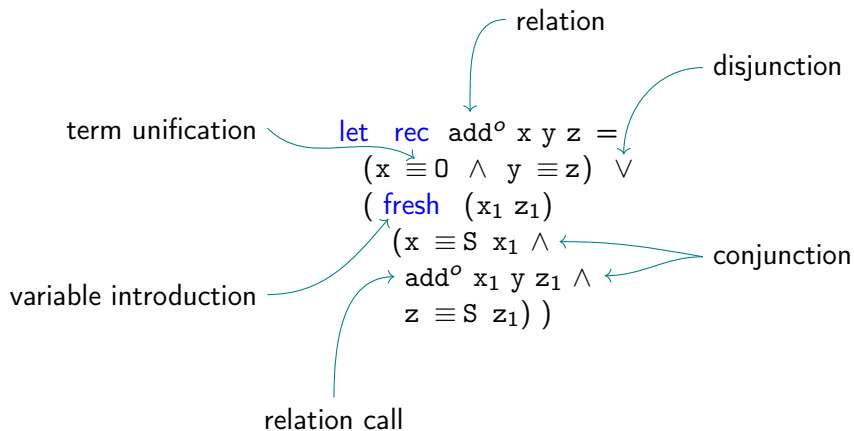 relation
disjunction
term unification
let rec addᵒ x y z =
(x ≡ O ∧ y ≡ z) ∨
( fresh (x₁ z₁)
(x ≡ S x₁ ∧
addᵒ x₁ y z₁ ∧
z ≡ S z₁) )
conjunction
variable introduction
relation call